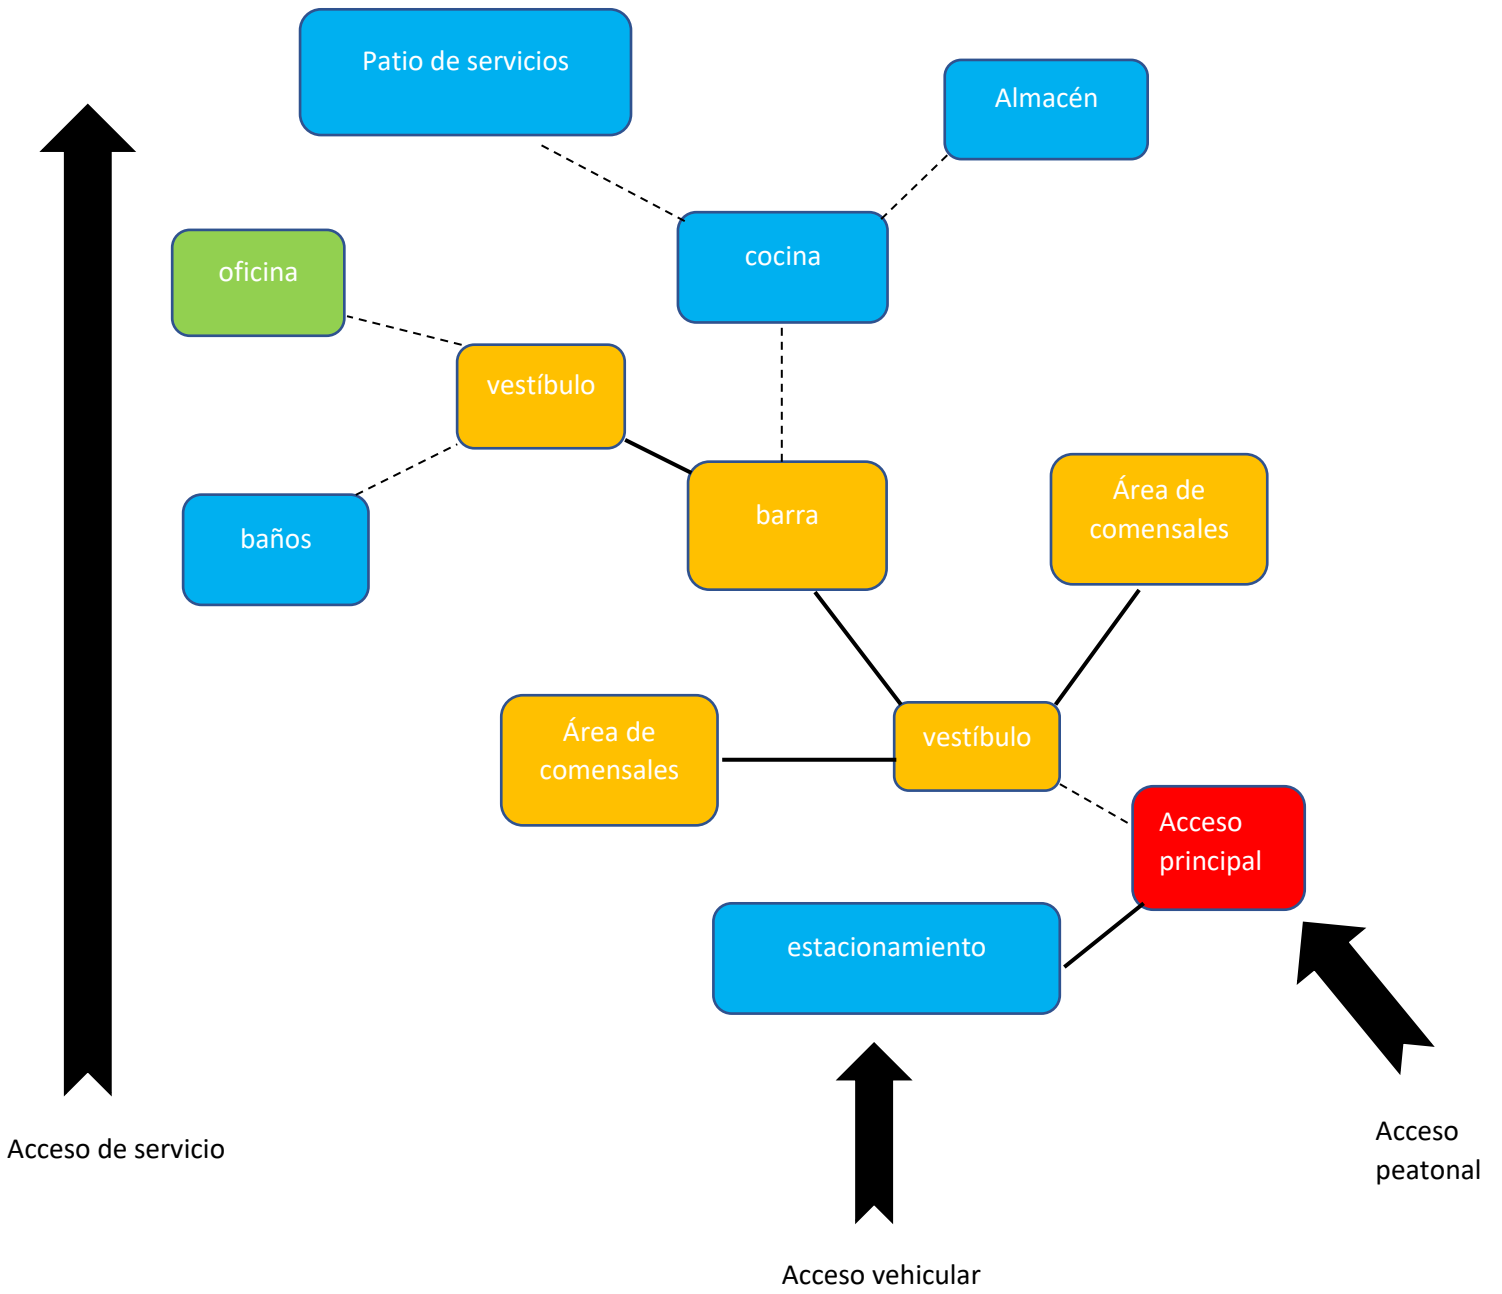 Patio de servicios
Almacén
cocina
oficina
vestíbulo
Área de
comensales
barra
baños
Área de
comensales
vestíbulo
Acceso
principal
estacionamiento
Acceso de servicio
Acceso
peatonal
Acceso vehicular